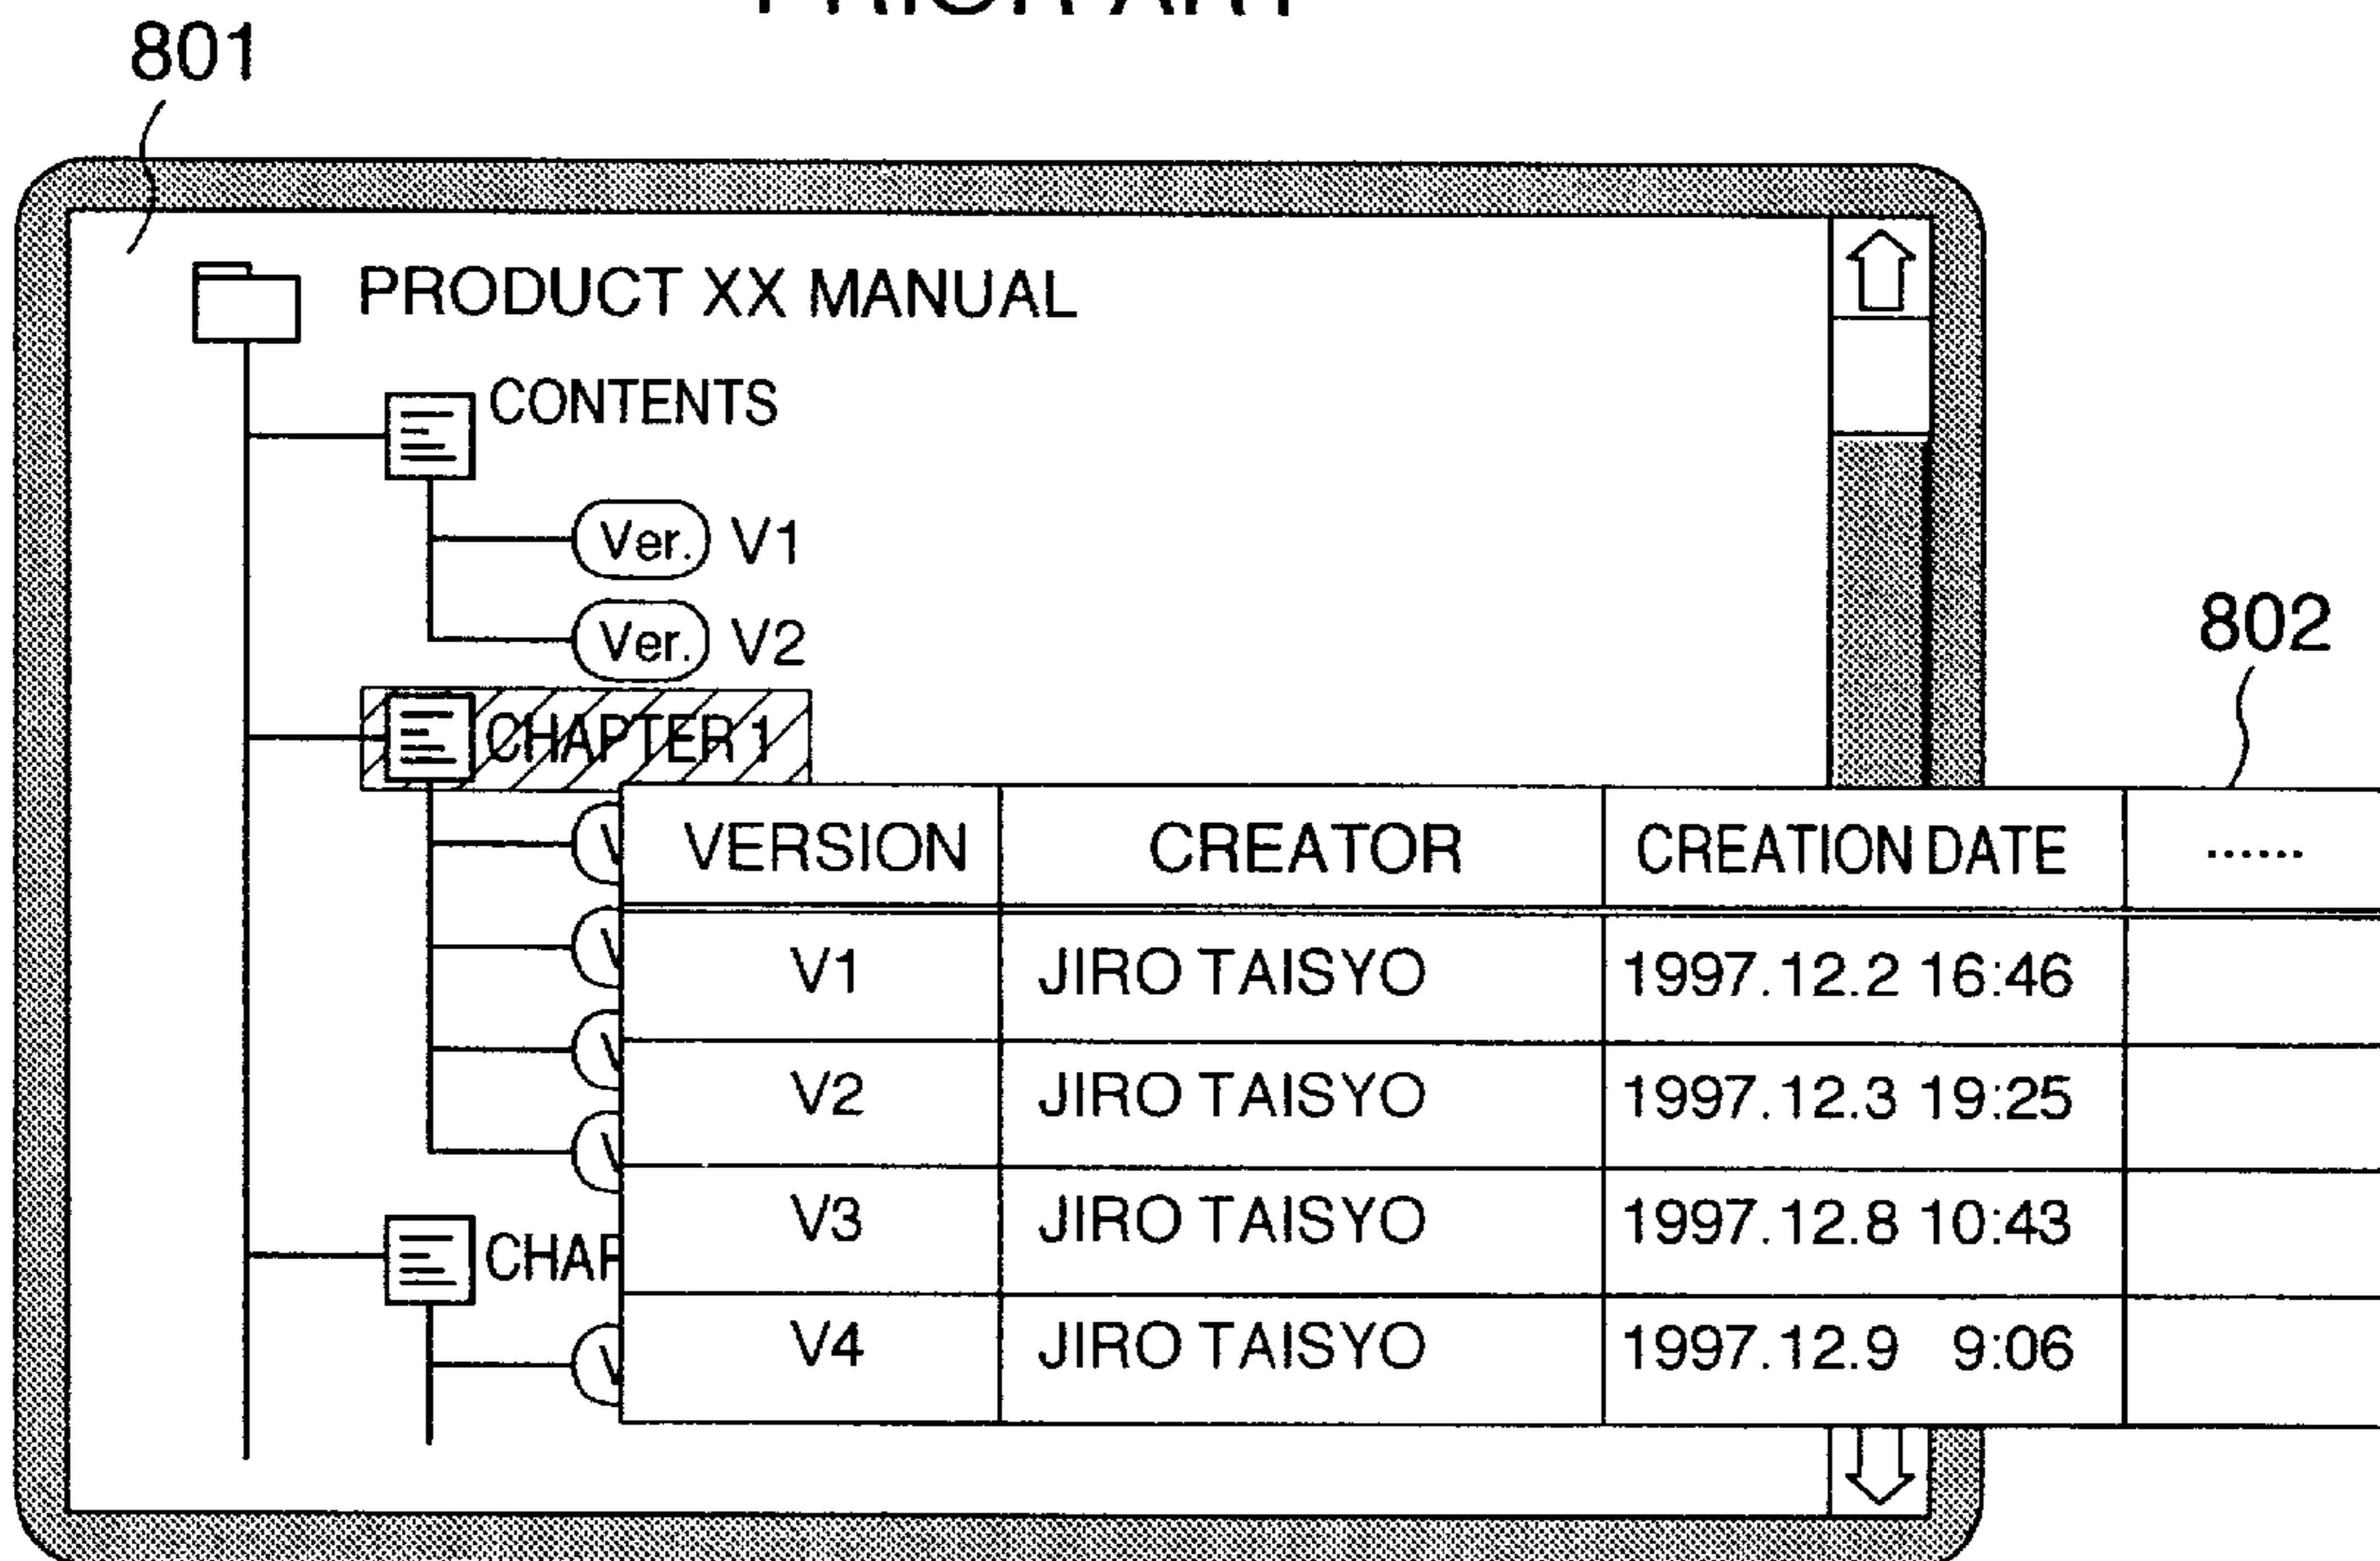 PRIOR ART
801
PRODUCT XX MANUAL
CONTENTS
Ver. V1
Ver. V2
802
CHAPTER 1
VERSION CREATOR CREATION DATE ......
V1 JIRO TAISYO 1997.12.2 16:46
V2 JIRO TAISYO 1997.12.3 19:25
V3 JIRO TAISYO 1997.12.8 10:43
V4 JIRO TAISYO 1997.12.9 9:06